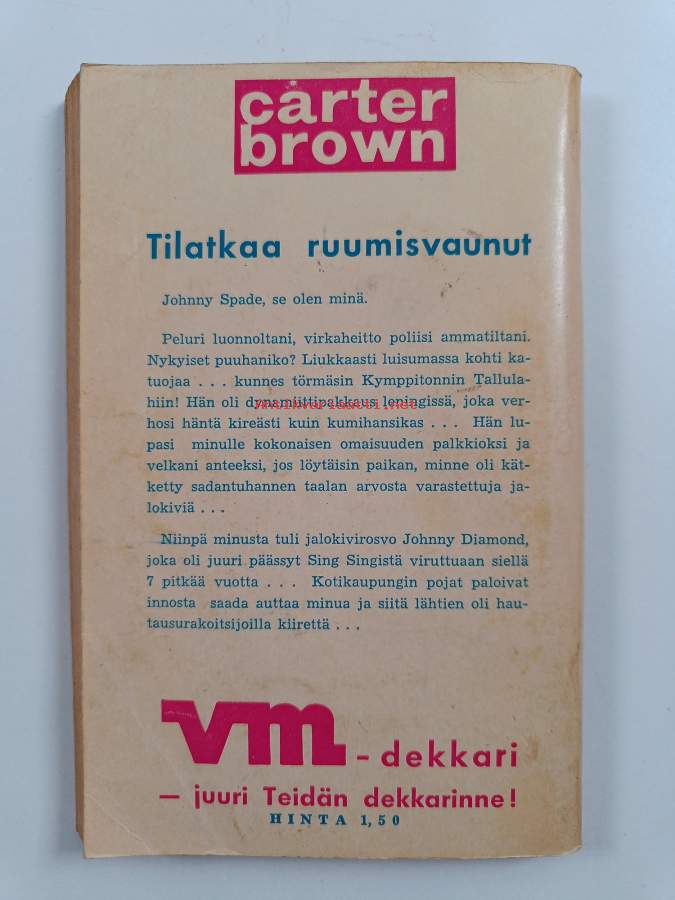 carter
brown
Tilatkaa ruumisvaunut
Johnny Spade, se olen minä.
Peluri luonnoltani, virkaheitto poliisi ammatiltani.
Nykyiset puuhaniko? Liukkaasti luisumassa kohti ka-
tuojaa . . . kunnes törmäsin Kymppitonnin Tallula-
hiin! Hän oli dynamiittipakkaus leningissä, joka ver-
hosi häntä kireästi kuin kumihansikas . . . Hän lu-
pasi minulle kokonaisen omaisuuden palkkioksi ja
velkani anteeksi, jos löytäisin paikan, minne oli kät-
ketty sadantuhannen taalan arvosta varastettuja ja-
lokiviä . . .
Niinpä minusta tuli jalokivirosvo Johnny Diamond,
joka oli juuri päässyt Sing Singistä viruttuaan siellä
7 pitkää vuotta . . . Kotikaupungin pojat paloivat
innosta saada auttaa minua ja siitä lähtien oli hau-
tausurakoitsijoilla kiirettä . . .
vm - dekkari
— juuri Teidän dekkarinne!
HINTA 1,50